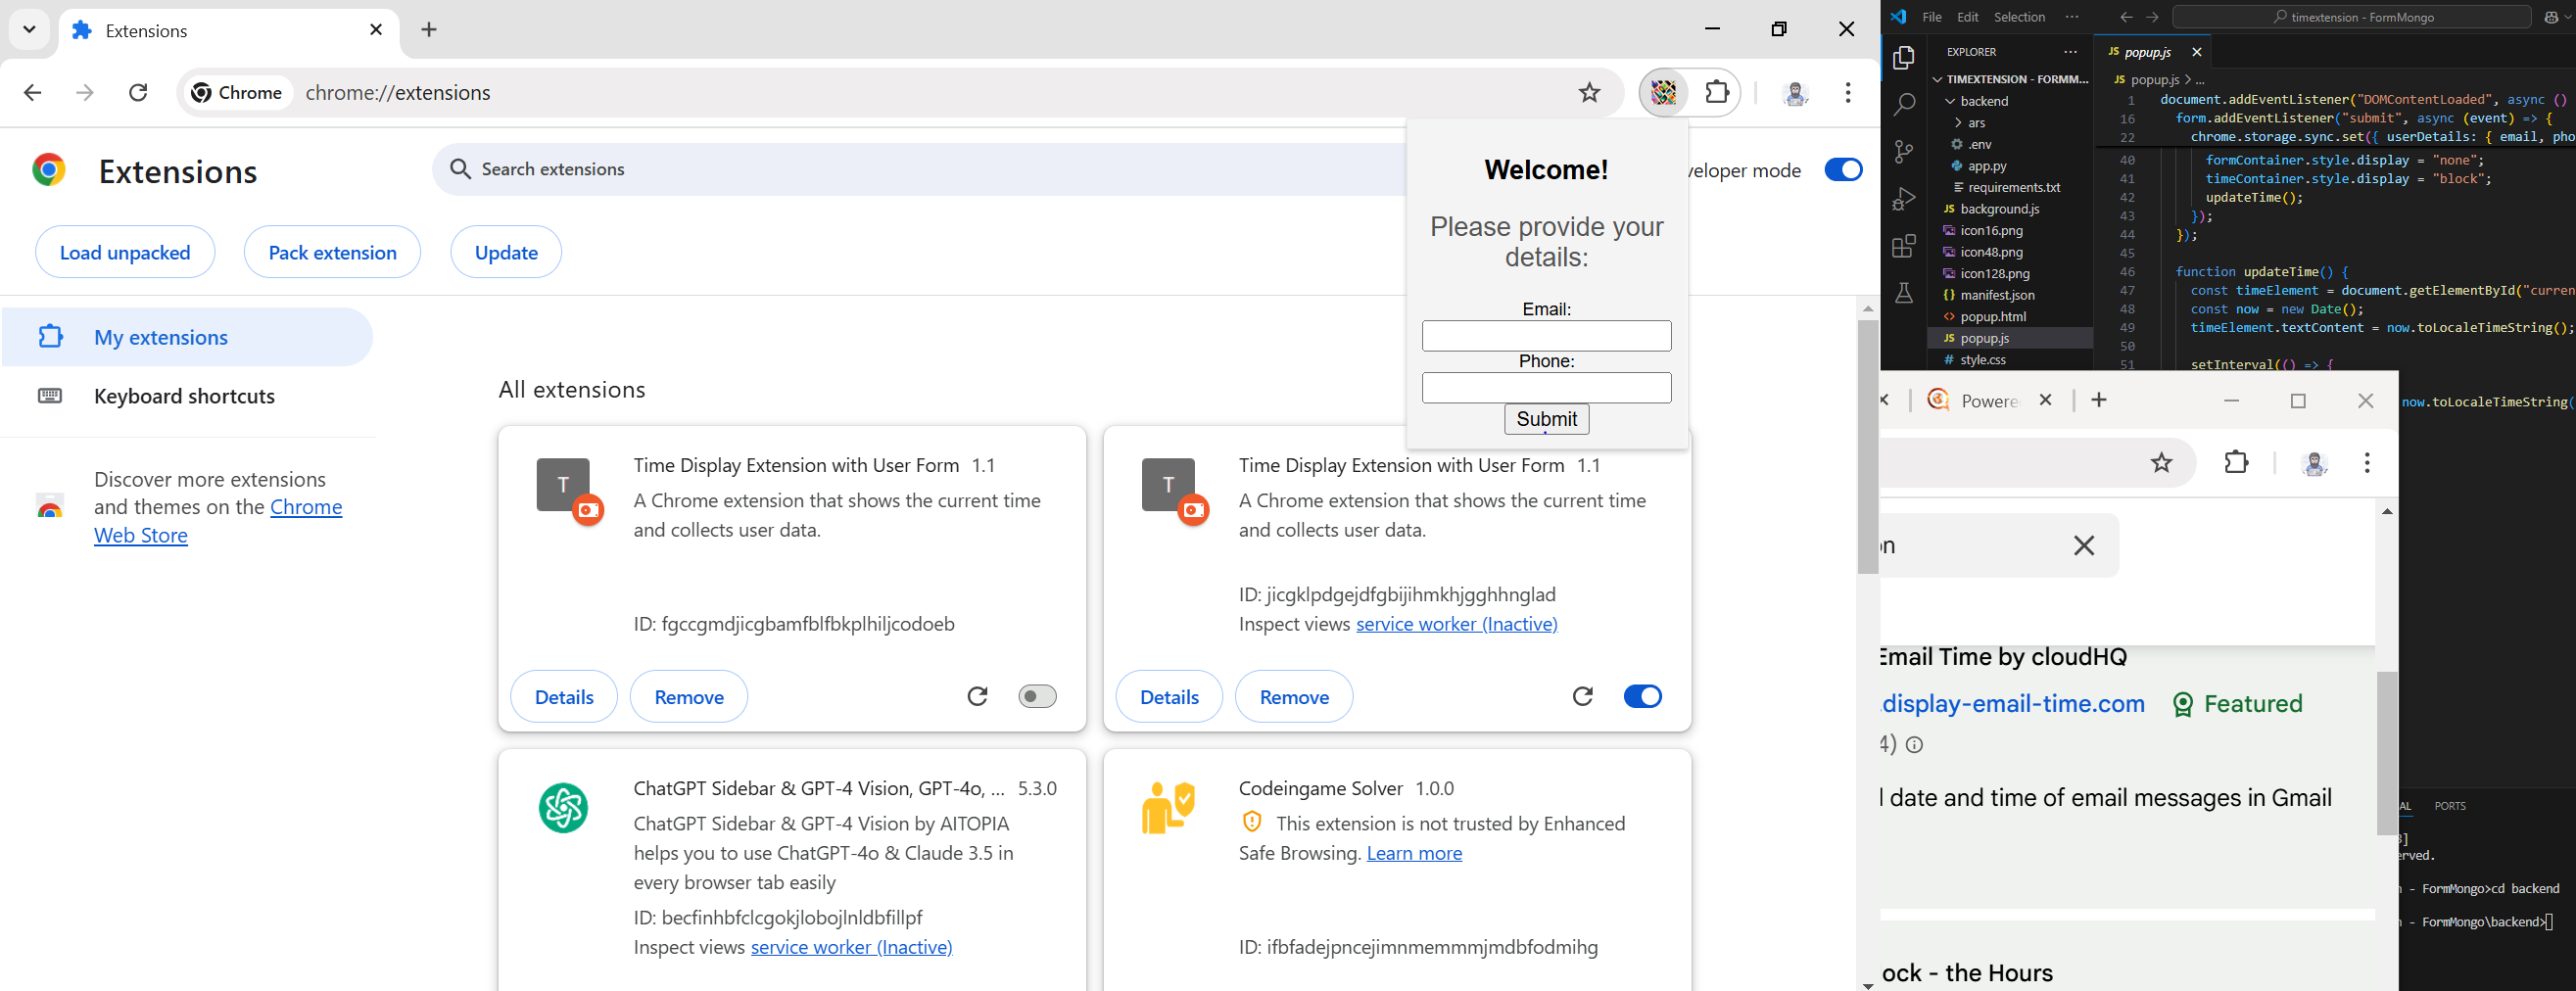 Extensions
Chrome
chrome://extensions
Extensions
Search extensions
veloper mode
Load unpacked
Pack extension
Update
My extensions
Keyboard shortcuts
Discover more extensions
and themes on the Chrome
Web Store
All extensions
T
Time Display Extension with User Form 1.1
A Chrome extension that shows the current time
and collects user data.
ID: fgccgmdjicgbamfblfbkplhiljcodoeb
Details
Remove
T
Time Display Extension with User Form 1.1
A Chrome extension that shows the current time
and collects user data.
ID: jicgklpdgejdfgbijihmkhjgghhnglad
Inspect views service worker (Inactive)
Details
Remove
ChatGPT Sidebar & GPT-4 Vision, GPT-4o, ... 5.3.0
ChatGPT Sidebar & GPT-4 Vision by AITOPIA
helps you to use ChatGPT-4o & Claude 3.5 in
every browser tab easily
ID: becfinhbfclcgokjlobojlnldbfillpf
Inspect views service worker (Inactive)
Codeingame Solver 1.0.0
This extension is not trusted by Enhanced
Safe Browsing. Learn more
ID: ifbfadejpncejimnmemmmjmdbfodmihg
Welcome!
Please provide your
details:
Email:
Phone:
Submit
File Edit Selection ...
timextension - FormMongo
EXPLORER ...
TIMEXTENSION - FORMM...
backend
ars
.env
app.py
requirements.txt
JS background.js
icon16.png
icon48.png
icon128.png
{} manifest.json
<> popup.html
JS popup.js
# style.css
JS popup.js
JS popup.js > ...
1 document.addEventListener("DOMContentLoaded", async ()
16 form.addEventListener("submit", async (event) => {
22 chrome.storage.sync.set({ userDetails: { email, pho
40 formContainer.style.display = "none";
41 timeContainer.style.display = "block";
42 updateTime();
43 });
44 });
45
46 function updateTime() {
47 const timeElement = document.getElementById("curren
48 const now = new Date();
49 timeElement.textContent = now.toLocaleTimeString();
50
51 setInterval(() => {
now.toLocaleTimeString(
Powere
on
Email Time by cloudHQ
.display-email-time.com
Featured
4)
date and time of email messages in Gmail
ock - the Hours
AL PORTS
3]
erved.
n - FormMongo>cd backend
n - FormMongo\backend>